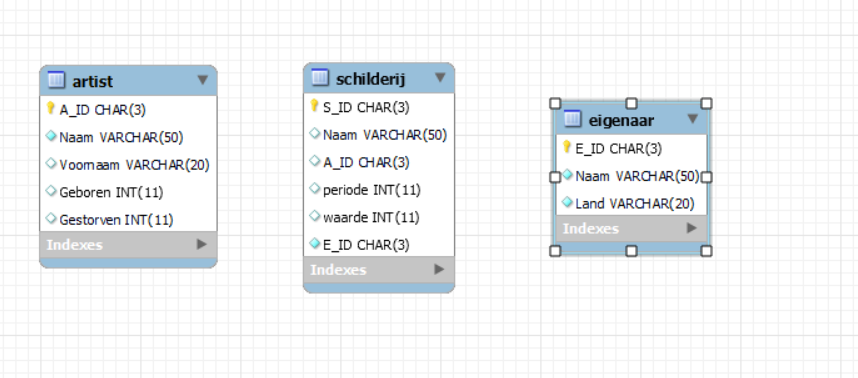 artist
A_ID CHAR(3)
Naam VARCHAR(50)
Voornaam VARCHAR(20)
Geboren INT(11)
Gestorven INT(11)
Indexes
schilderij
S_ID CHAR(3)
Naam VARCHAR(50)
A_ID CHAR(3)
periode INT(11)
waarde INT(11)
E_ID CHAR(3)
Indexes
eigenaar
E_ID CHAR(3)
Naam VARCHAR(50)
Land VARCHAR(20)
Indexes